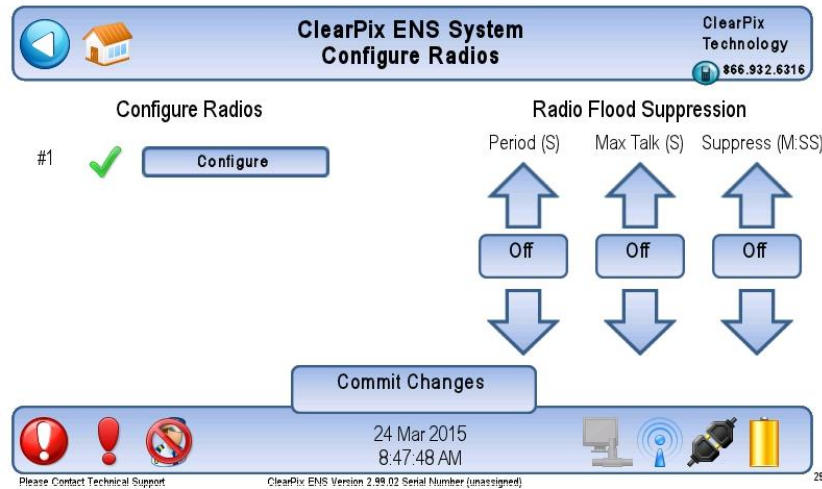 ClearPix ENS System
Configure Radios
ClearPix
Technology
866.932.6316
Configure Radios
Radio Flood Suppression
Period (S)
Max Talk (S)
Suppress (M:SS)
#1
Configure
Off
Off
Off
Commit Changes
24 Mar 2015
8:47:48 AM
Please Contact Technical Support
ClearPix ENS Version 2.99.02 Serial Number (unassigned)